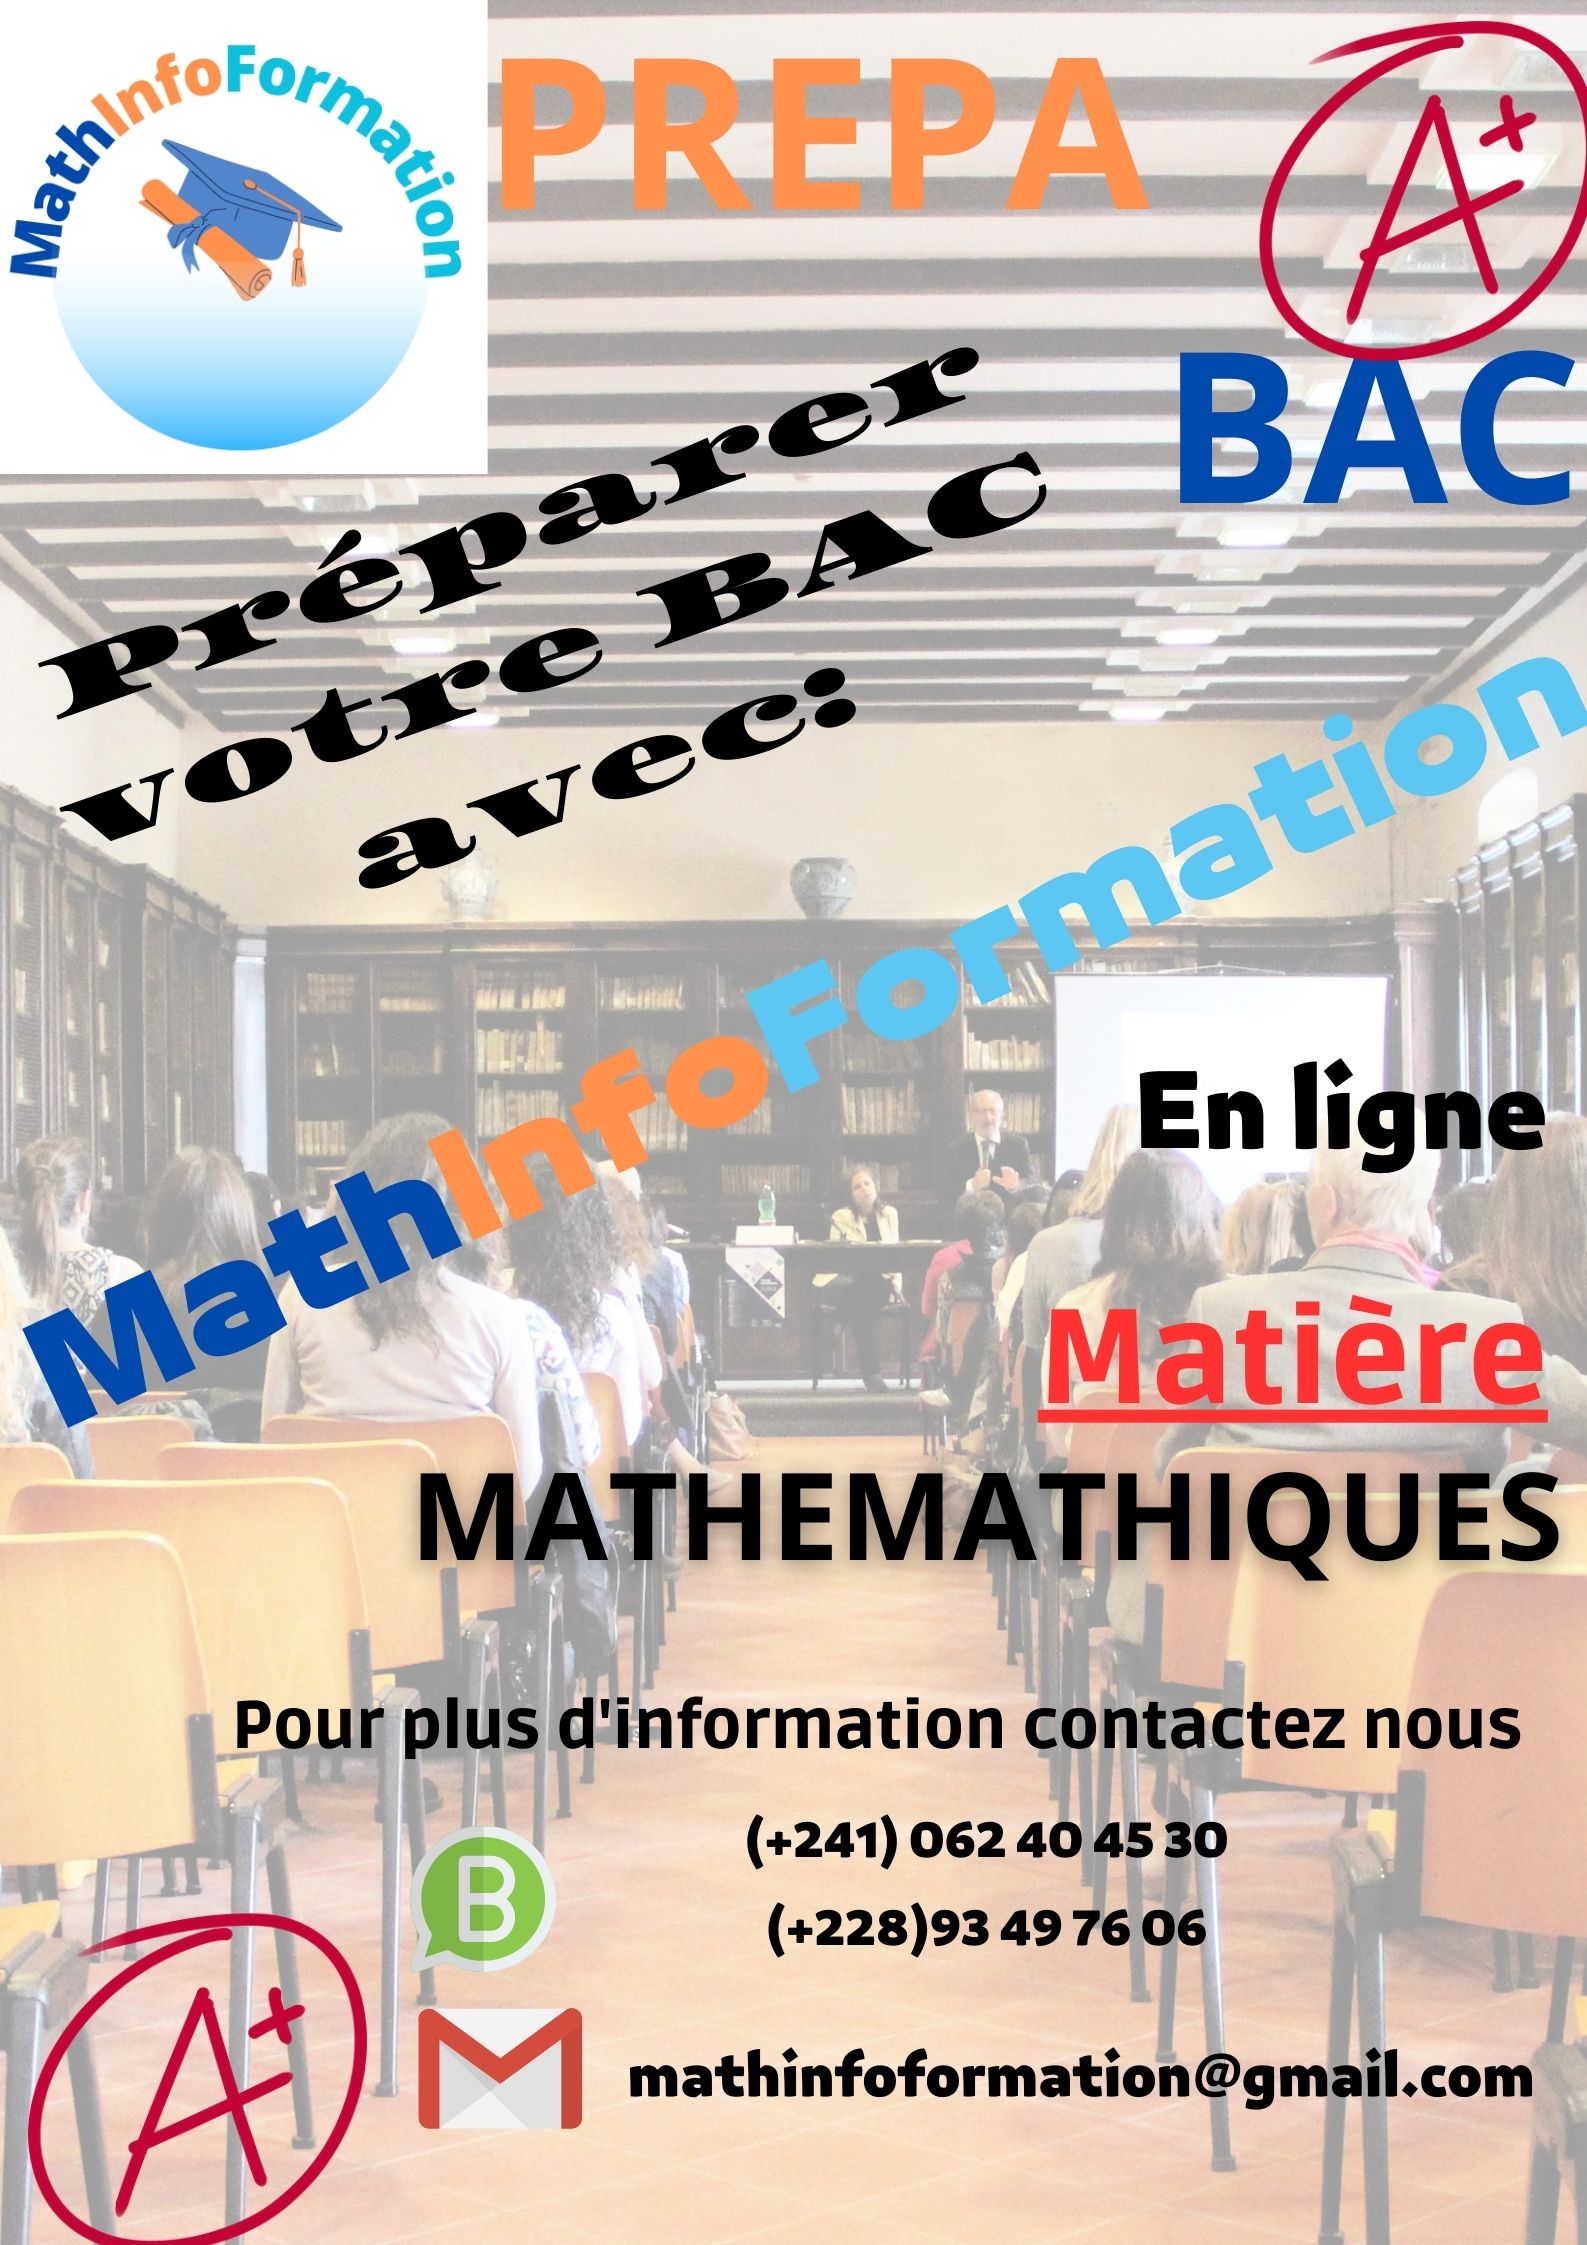 MathInfoFormation
PREPA
A+
BAC
Préparer
votre BAC
avec:
MathInfoFormation
En ligne
Matière
MATHEMATHIQUES
Pour plus d'information contactez nous
(+241) 062 40 45 30
B
(+228)93 49 76 06
mathinfoformation@gmail.com
A+